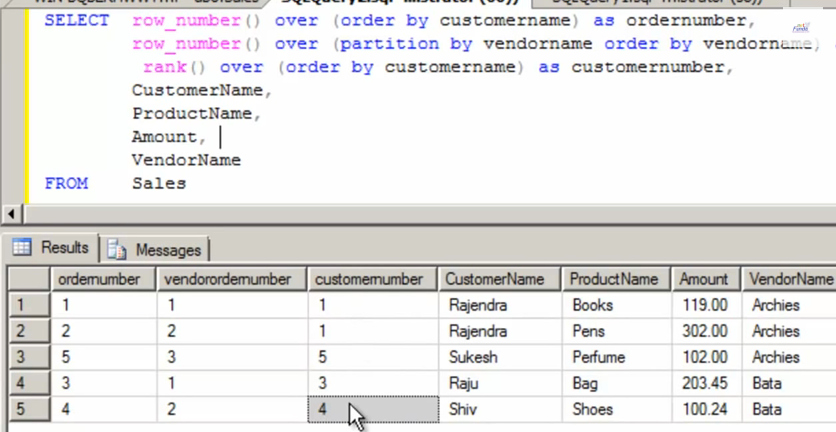 SELECT row_number() over (order by customername) as ordernumber,
row_number() over (partition by vendorname order by vendorname)
rank() over (order by customername) as customernumber,
CustomerName,
ProductName,
Amount,
VendorName
FROM Sales
Results Messages
ordernumber vendorordernumber customernumber CustomerName ProductName Amount VendorName
1 1 1 1 Rajendra Books 119.00 Archies
2 2 2 1 Rajendra Pens 302.00 Archies
3 5 3 5 Sukesh Perfume 102.00 Archies
4 3 1 3 Raju Bag 203.45 Bata
5 4 2 4 Shiv Shoes 100.24 Bata